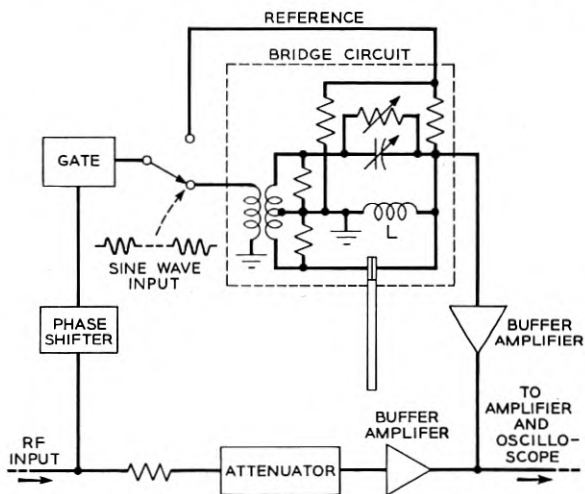 REFERENCE
BRIDGE CIRCUIT
GATE
L
SINE WAVE
INPUT
PHASE
SHIFTER
BUFFER
AMPLIFIER
RF
INPUT
ATTENUATOR
BUFFER
AMPLIFER
TO
AMPLIFIER
AND
OSCILLO-
SCOPE